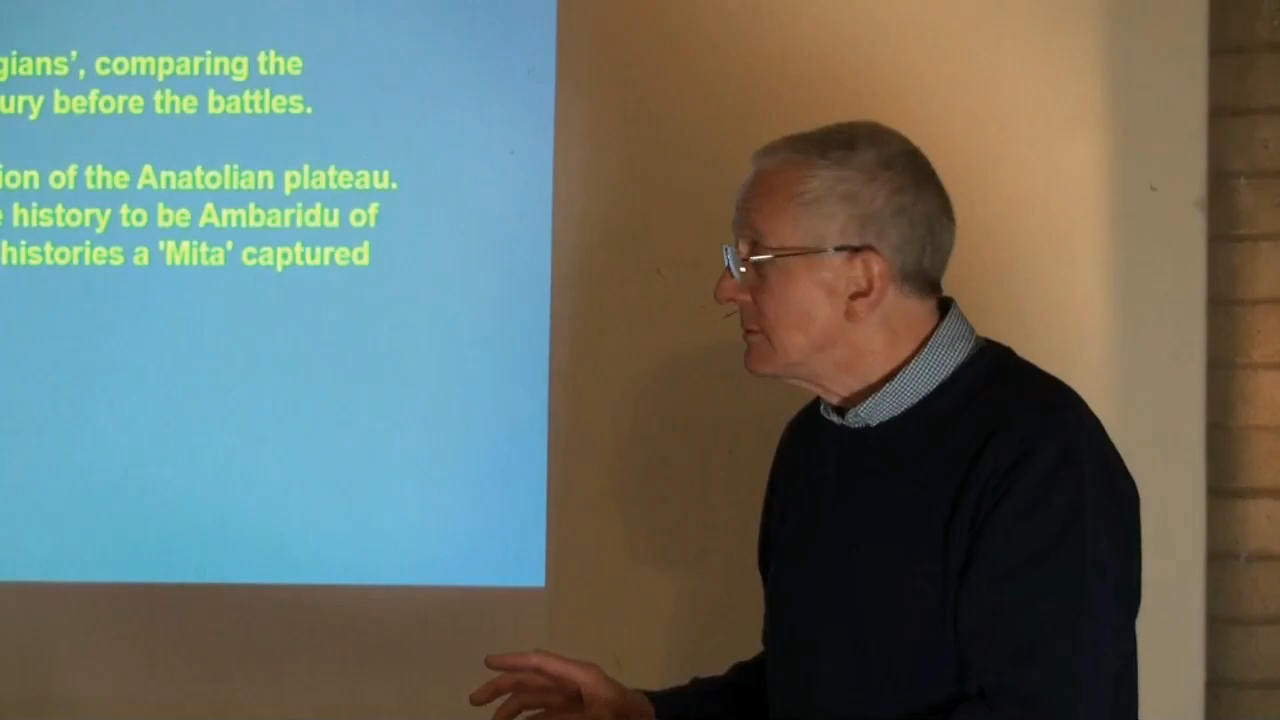 gians’, comparing the
ury before the battles.
ion of the Anatolian plateau.
history to be Ambaridu of
histories a 'Mita' captured